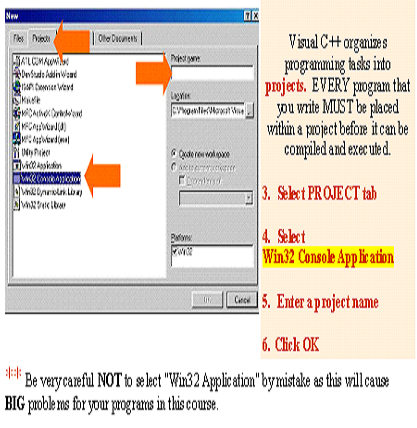 New
Files
Projects
Other Documents
ATL COM AppWizard
DevStudio Add-in Wizard
ISAPI Extension Wizard
Makefile
MFC ActiveX ControlWizard
MFC AppWizard (dll)
MFC AppWizard (exe)
Utility Project
Win32 Application
Win32 Console Application
Win32 Dynamic-Link Library
Win32 Static Library
Project name:
Location:
C:\Program Files\Microsoft Visual
Create new workspace
Platforms:
Win32
OK
Cancel
Visual C++ organizes
programming tasks into
projects. EVERY program that
you write MUST be placed
within a project before it can be
compiled and executed.
3. Select PROJECT tab
4. Select
Win32 Console Application
5. Enter a project name
6. Click OK
** Be very careful NOT to select "Win32 Application" by mistake as this will cause
BIG problems for your programs in this course.